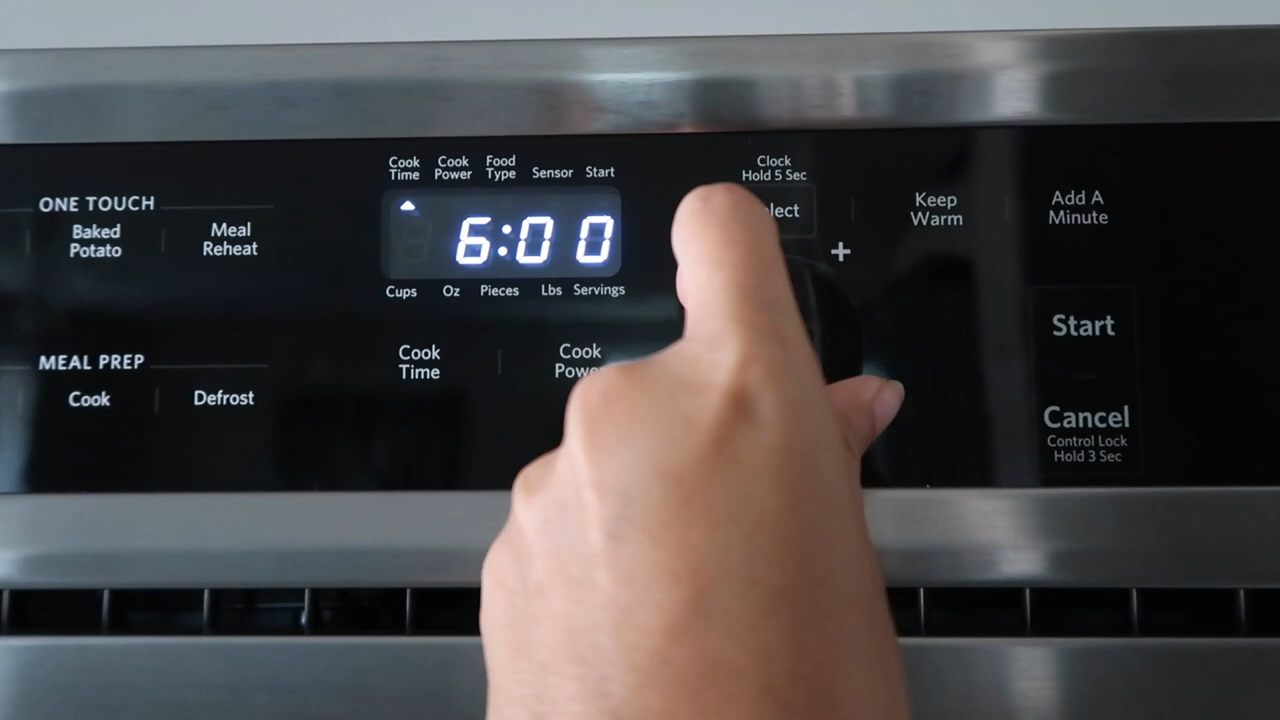 Cook Time
Cook Power
Food Type
Sensor
Start
Clock
Hold 5 Sec
ONE TOUCH
Baked
Potato
Meal
Reheat
6:00
+
Keep
Warm
Add A
Minute
Cups
Oz
Pieces
Lbs
Servings
Start
MEAL PREP
Cook
Defrost
Cook
Time
Cook
Cancel
Control Lock
Hold 3 Sec